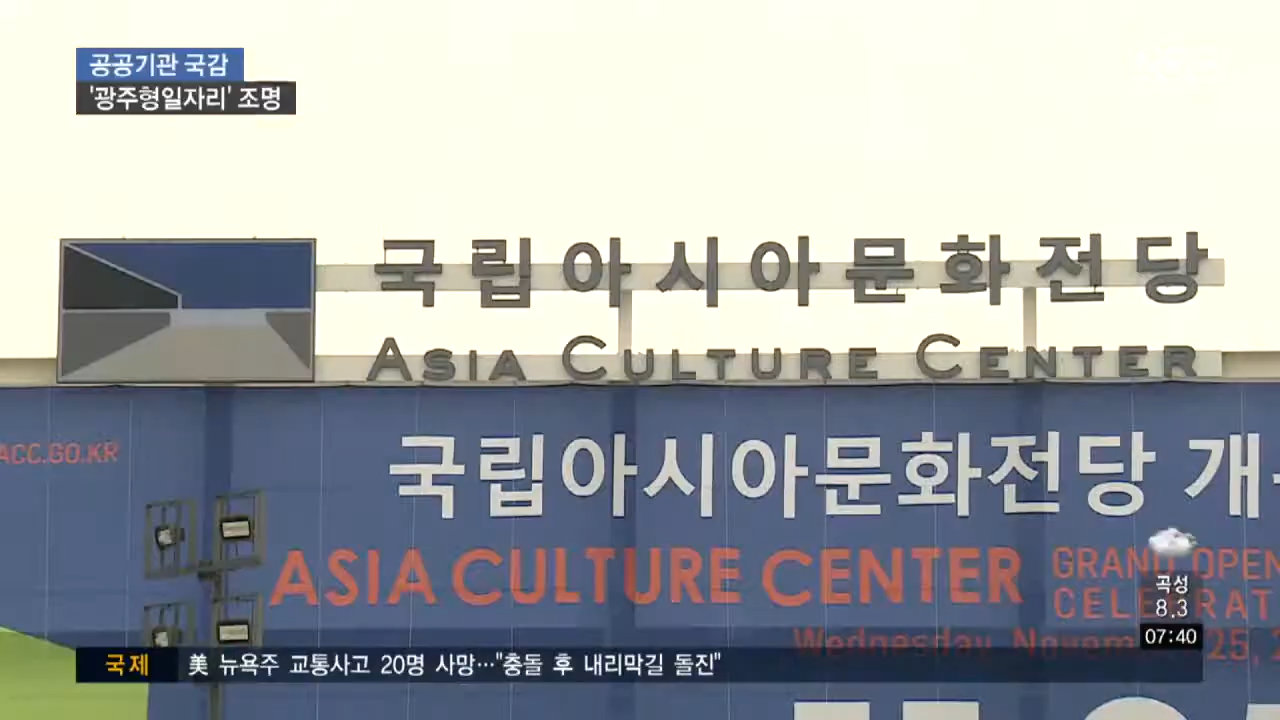 공공기관 국감
'광주형일자리' 조명
국립아시아문화전당
ASIA CULTURE CENTER
ACC.GO.KR
국립아시아문화전당
ASIA CULTURE CENTER
GRAND OPEN
CELEBRAT
Wednesday, Novem 25,
곡성
8.3
07:40
국제
美 뉴욕주 교통사고 20명 사망…"충돌 후 내리막길 돌진"